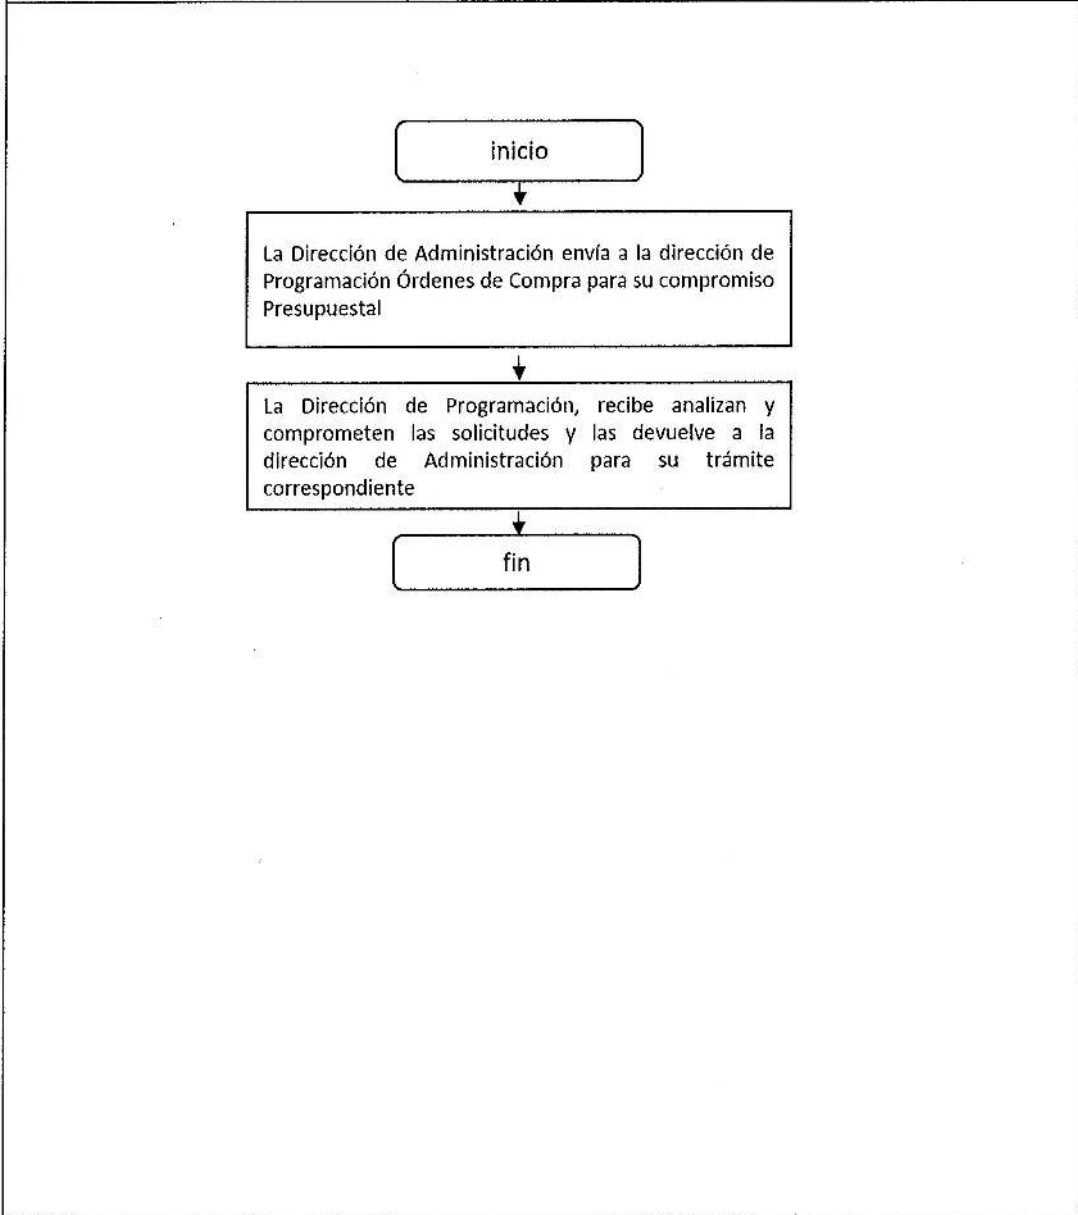 inicio
La Dirección de Administración envía a la dirección de
Programación Órdenes de Compra para su compromiso
Presupuestal
La Dirección de Programación, recibe analizan y
comprometen las solicitudes y las devuelve a la
dirección de Administración para su trámite
correspondiente
fin